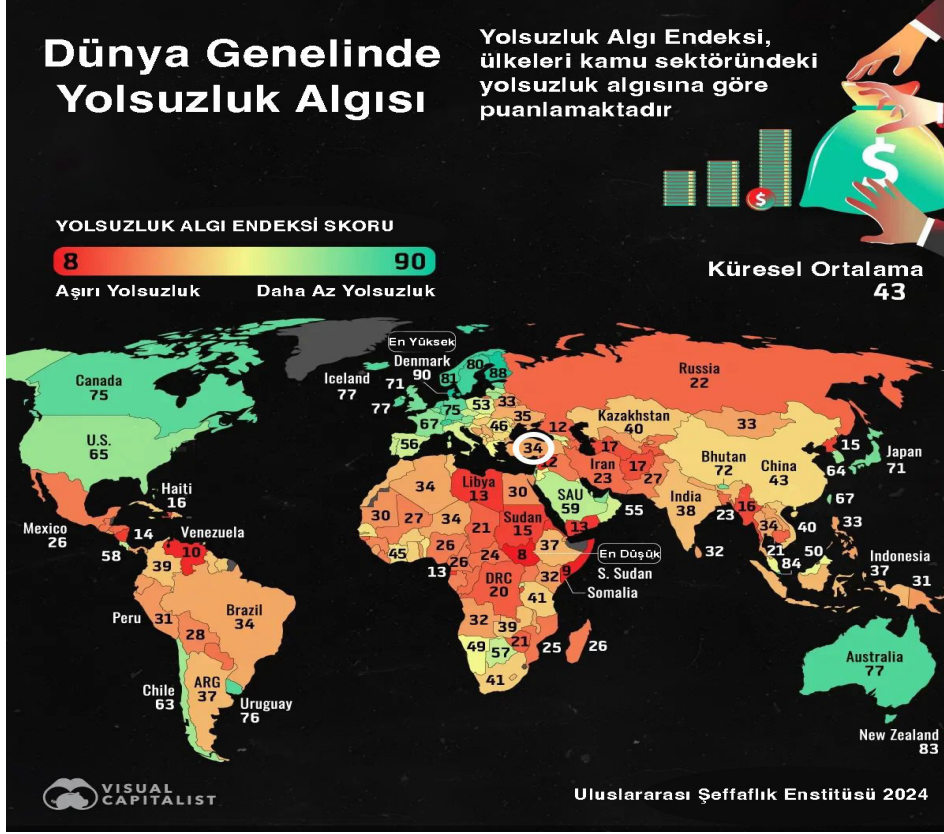 Dünya Genelinde
Yolsuzluk Algısı
Yolsuzluk Algı Endeksi,
ülkeleri kamu sektöründeki
yolsuzluk algısına göre
puanlamaktadır
$
$
YOLSUZLUK ALGI ENDEKSİ SKORU
8
90
Aşırı Yolsuzluk
Daha Az Yolsuzluk
Küresel Ortalama
43
En Yüksek
Denmark
90
Iceland
77
71
77
81
80
88
75
67
56
53
33
35
46
34
12
12
Canada
75
U.S.
65
Mexico
26
Haiti
16
14
58
Venezuela
10
39
Peru
31
28
Brazil
34
Chile
63
ARG
37
Uruguay
76
Russia
22
Kazakhstan
40
33
17
Iran
23
17
27
Bhutan
72
China
43
15
64
Japan
71
67
SAU
59
55
13
India
38
23
16
32
34
21
40
33
84
50
Indonesia
37
31
34
Libya
13
30
30
27
34
21
Sudan
15
45
26
26
13
24
8
37
En Düşük
S. Sudan
9
Somalia
DRC
20
32
41
32
39
49
57
21
25
26
41
Australia
77
New Zealand
83
VISUAL
CAPITALIST
Uluslararası Şeffaflık Enstitüsü 2024